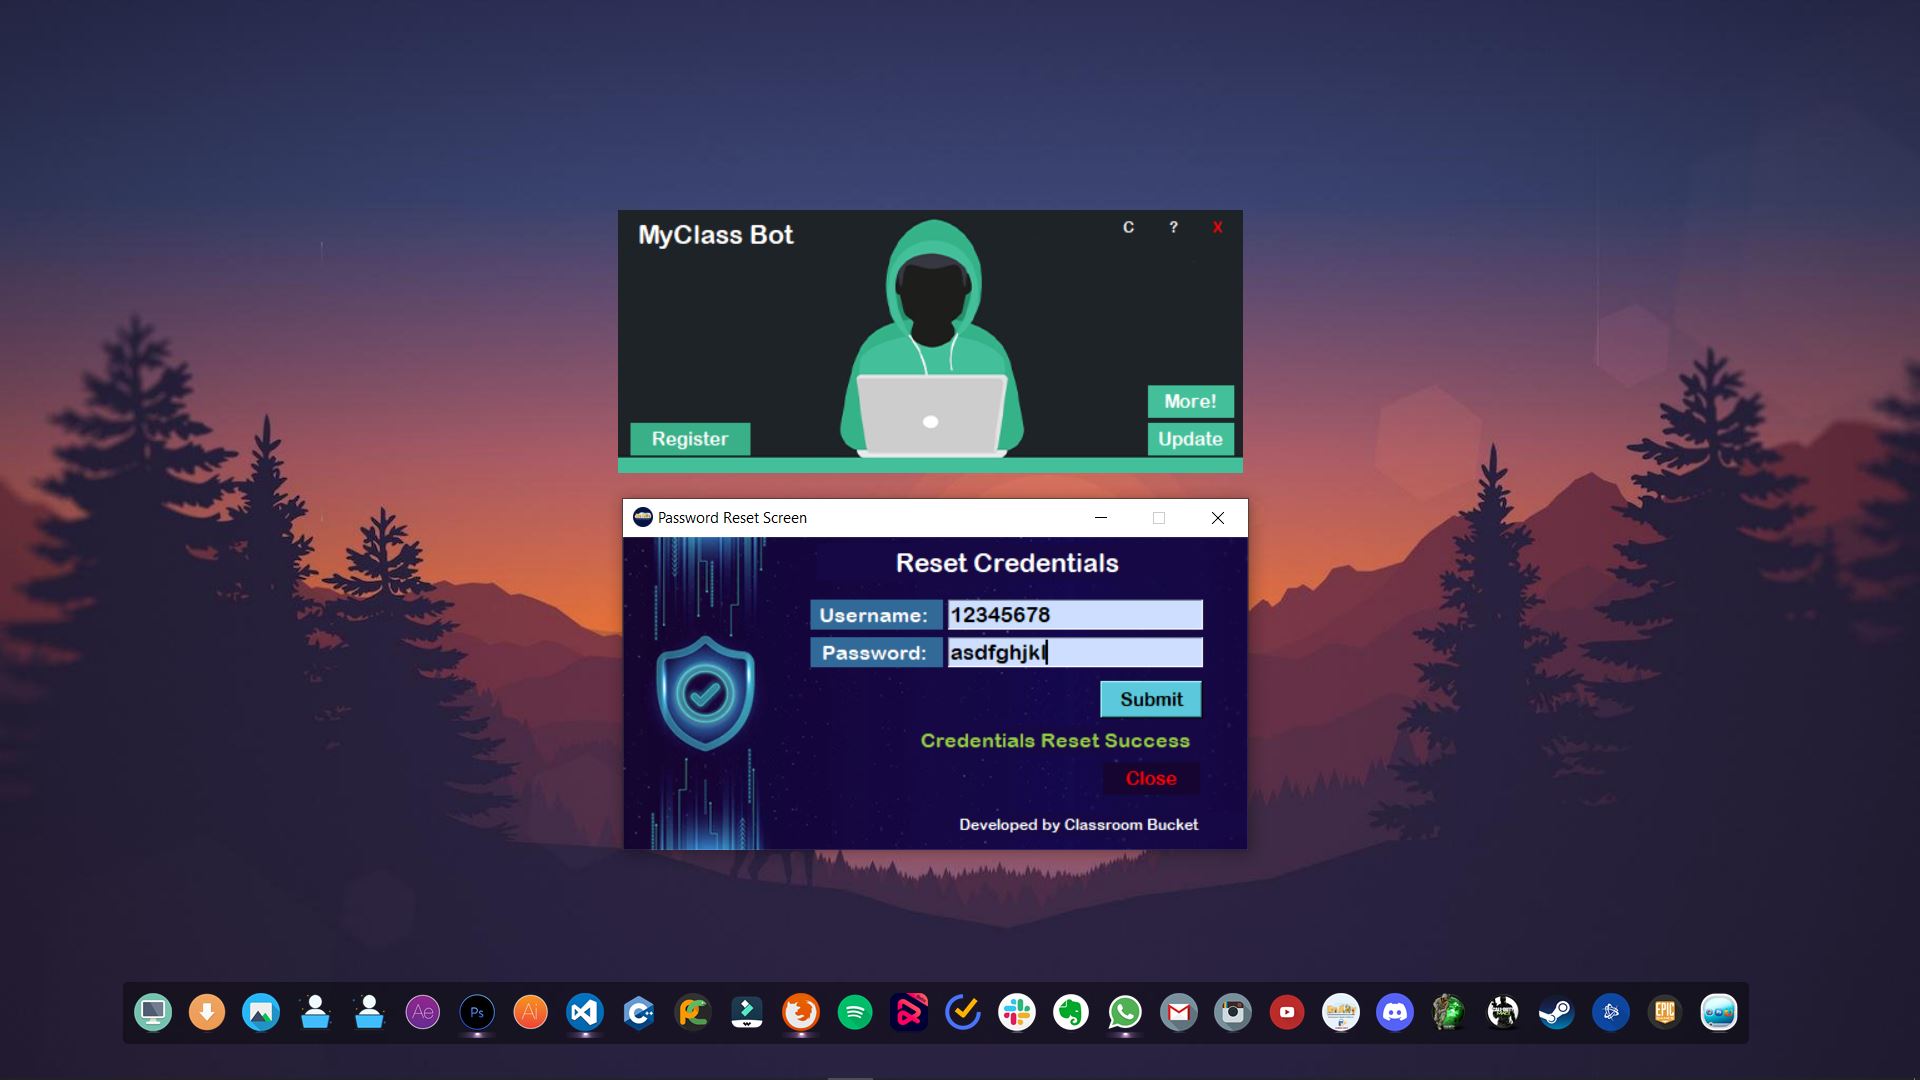 MyClass Bot
C ? X
More!
Register
Update
Password Reset Screen
Reset Credentials
Username: 12345678
Password: asdfghjkl
Submit
Credentials Reset Success
Close
Developed by Classroom Bucket
Ae
Ps
Ai
C++
EPIC